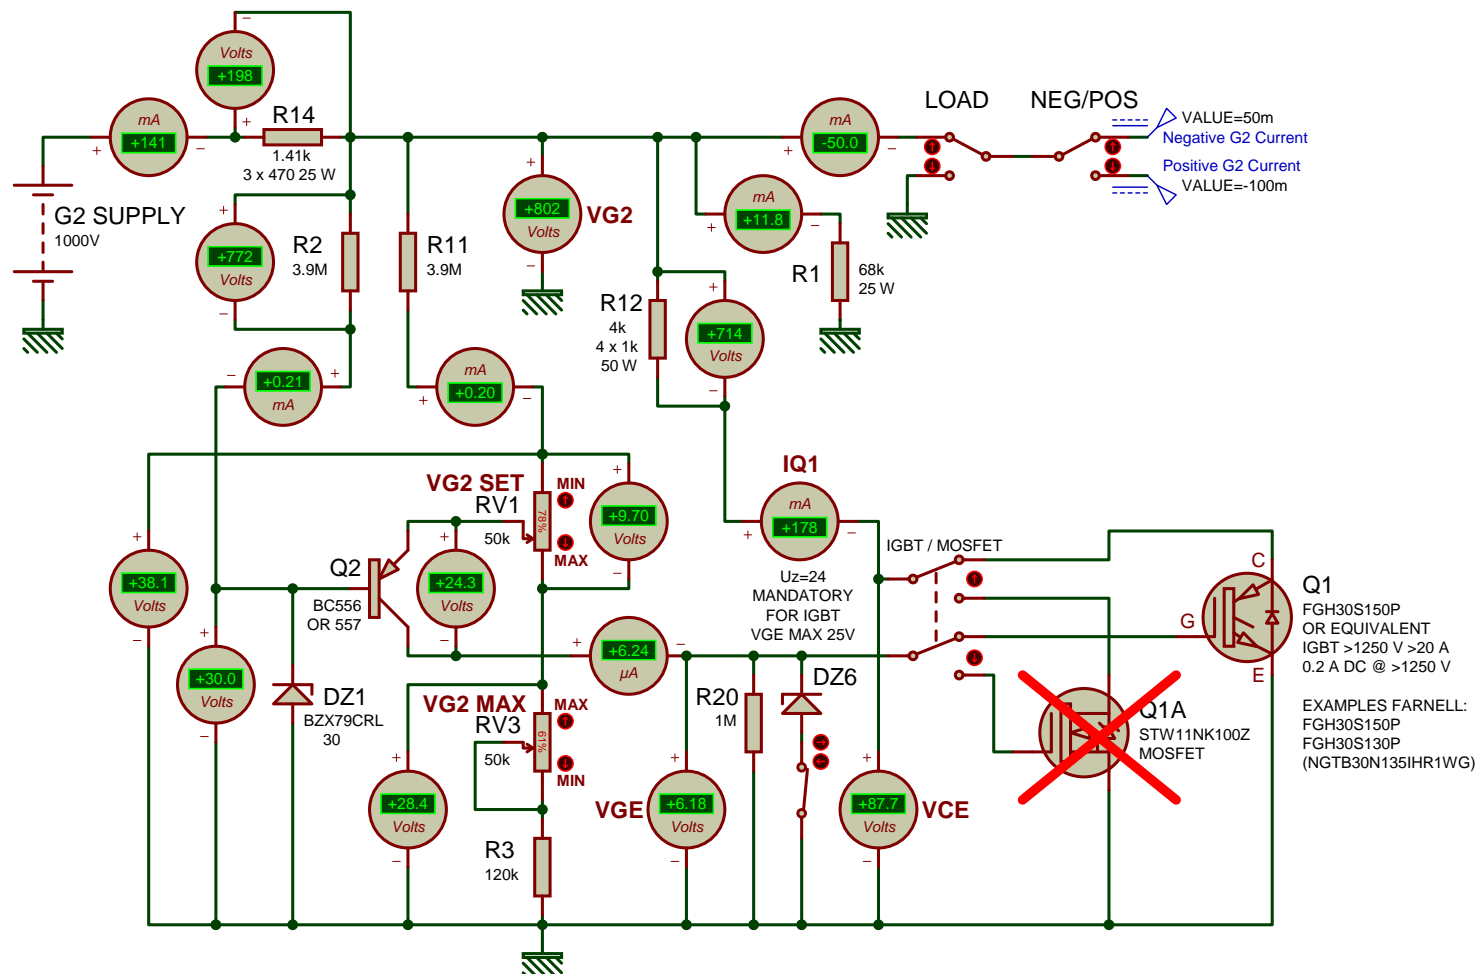 Volts
+198
mA
+141
R14
1.41k
3 x 470 25 W
G2 SUPPLY
1000V
+772
Volts
R2
3.9M
R11
3.9M
+802
Volts
VG2
-50.0
mA
LOAD
NEG/POS
VALUE=50m
Negative G2 Current
Positive G2 Current
VALUE=-100m
mA
+11.8
R1
68k
25 W
R12
4k
4 x 1k
50 W
+714
Volts
+0.21
mA
mA
+0.20
VG2 SET
RV1
50k
78%
MIN
MAX
+9.70
Volts
IQ1
mA
+178
Uz=24
MANDATORY
FOR IGBT
VGE MAX 25V
IGBT / MOSFET
+38.1
Volts
Q2
BC556
OR 557
+24.3
Volts
+30.0
Volts
DZ1
BZX79CRL
30
+6.24
µA
VG2 MAX
RV3
50k
61%
MAX
MIN
+28.4
Volts
R3
120k
VGE
+6.18
Volts
R20
1M
DZ6
+87.7
Volts
VCE
C
G
E
Q1
FGH30S150P
OR EQUIVALENT
IGBT >1250 V >20 A
0.2 A DC @ >1250 V
EXAMPLES FARNELL:
FGH30S150P
FGH30S130P
(NGTB30N135IHR1WG)
Q1A
STW11NK100Z
MOSFET